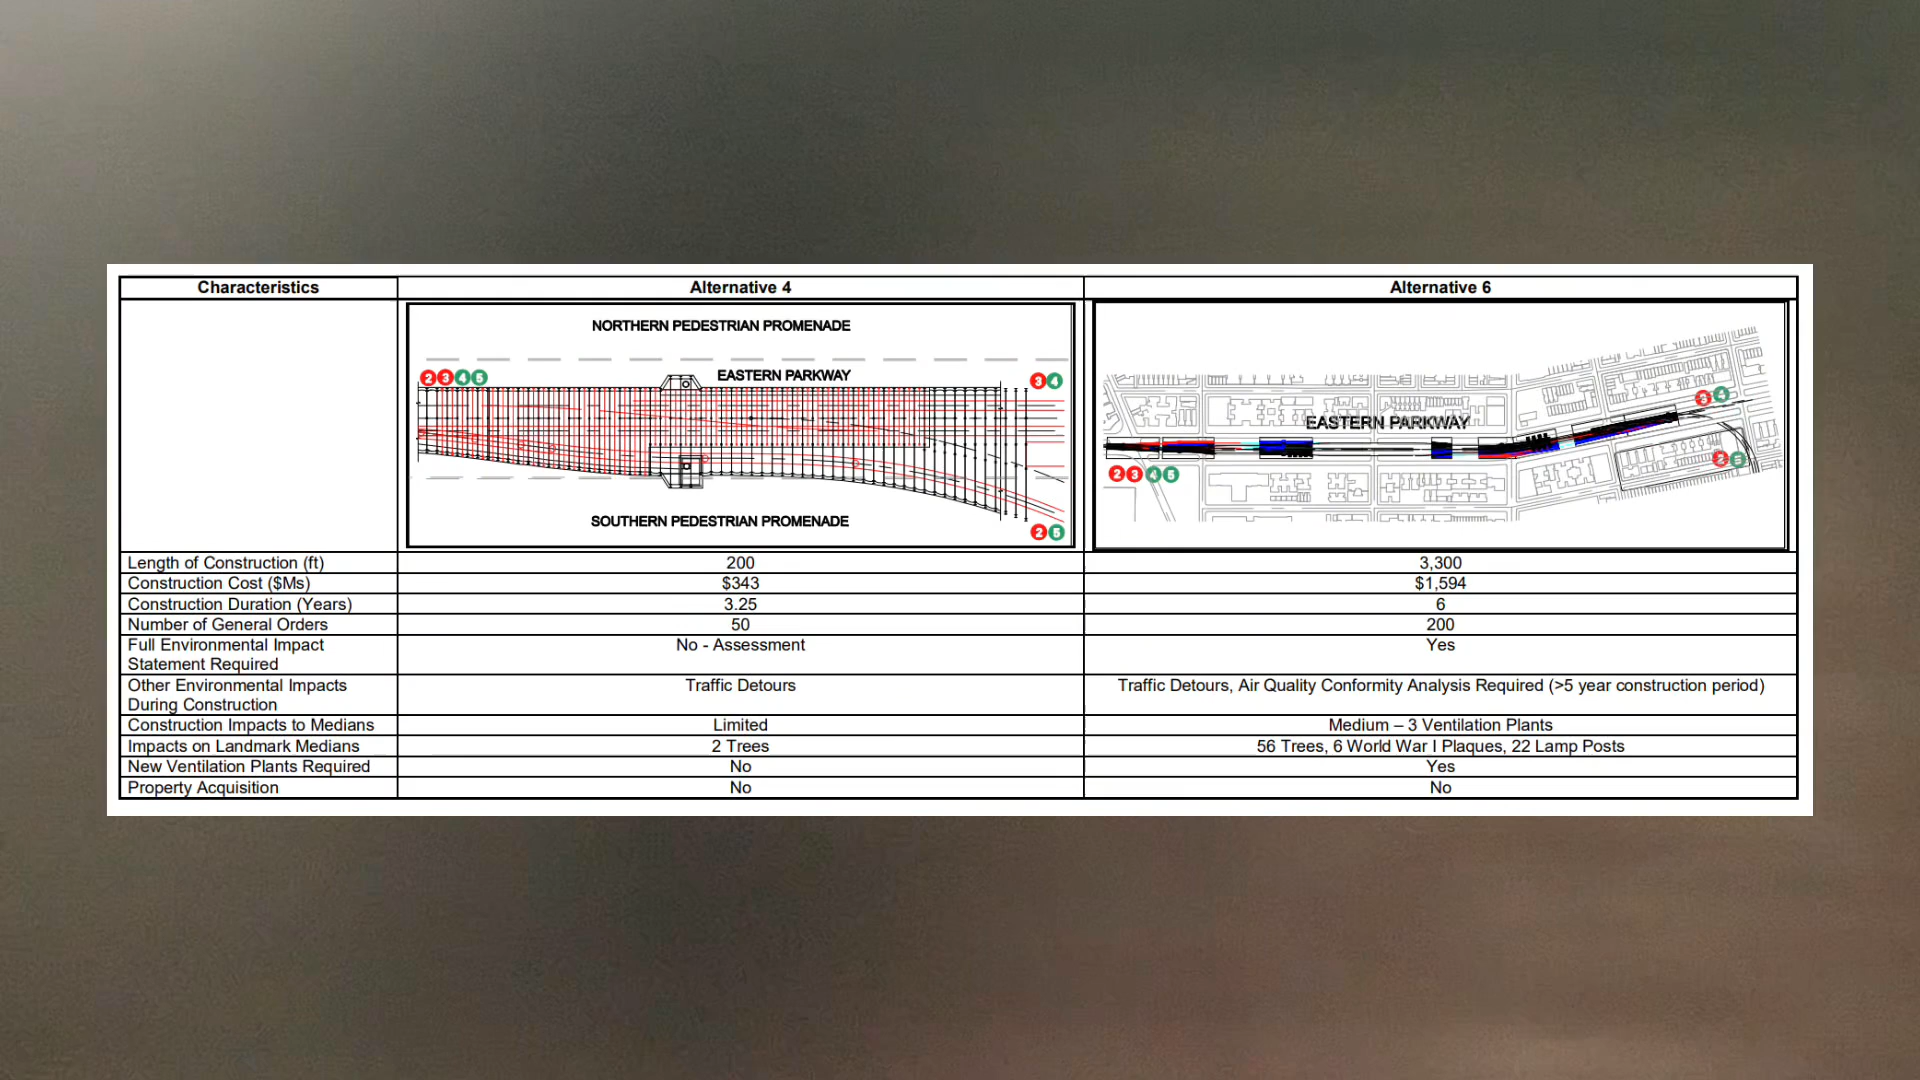 Characteristics Alternative 4 Alternative 6
NORTHERN PEDESTRIAN PROMENADE
2 3 4 5 EASTERN PARKWAY 3 4
SOUTHERN PEDESTRIAN PROMENADE
2 5
3 4
EASTERN PARKWAY
2 3 4 5 2 5
Length of Construction (ft) 200 3,300
Construction Cost ($Ms) $343 $1,594
Construction Duration (Years) 3.25 6
Number of General Orders 50 200
Full Environmental Impact No - Assessment Yes
Statement Required
Other Environmental Impacts Traffic Detours Traffic Detours, Air Quality Conformity Analysis Required (>5 year construction period)
During Construction
Construction Impacts to Medians Limited Medium – 3 Ventilation Plants
Impacts on Landmark Medians 2 Trees 56 Trees, 6 World War I Plaques, 22 Lamp Posts
New Ventilation Plants Required No Yes
Property Acquisition No No